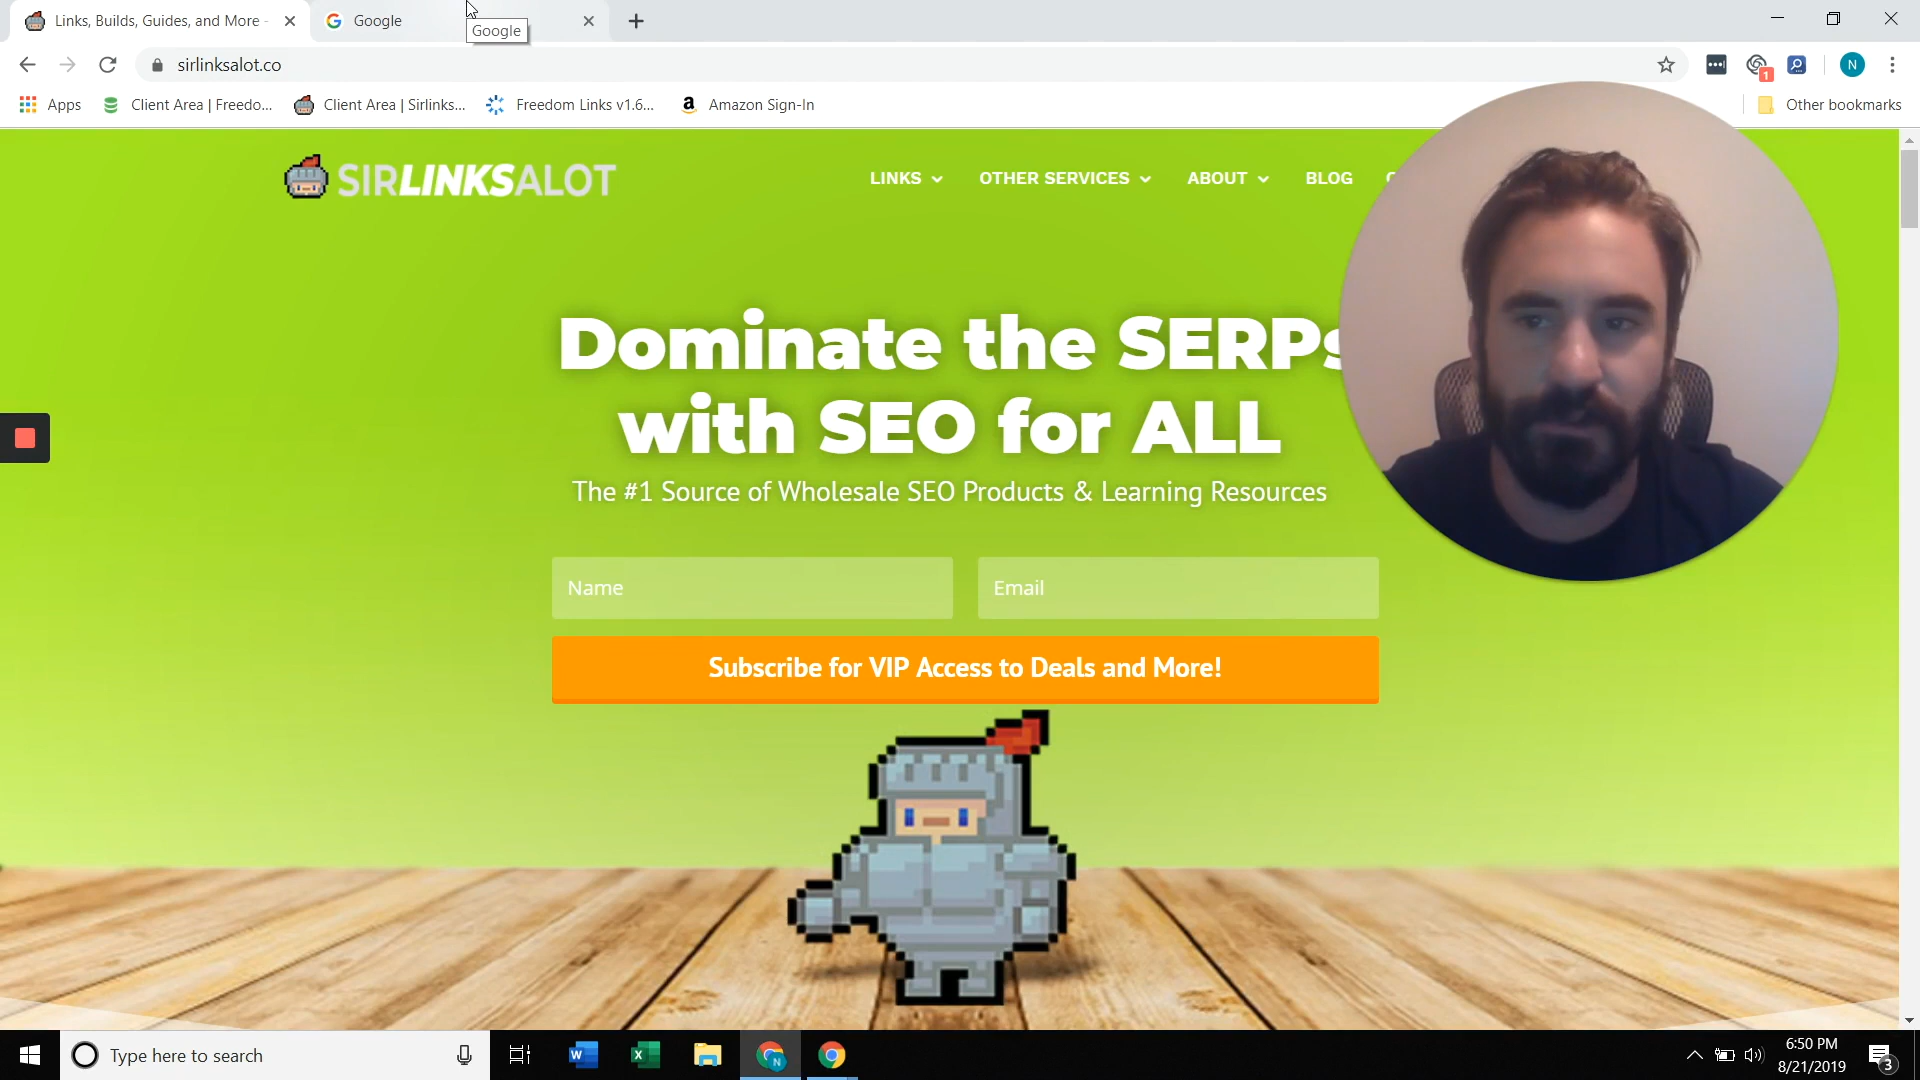 Links, Builds, Guides, and More -
Google
Google
sirlinksalot.co
1
N
Apps
Client Area | Freedo...
Client Area | Sirlinks...
Freedom Links v1.6...
Amazon Sign-In
Other bookmarks
SIRLINKSALOT
LINKS
OTHER SERVICES
ABOUT
BLOG
Dominate the SERPs
with SEO for ALL
The #1 Source of Wholesale SEO Products & Learning Resources
Name
Email
Subscribe for VIP Access to Deals and More!
Type here to search
6:50 PM
8/21/2019
3